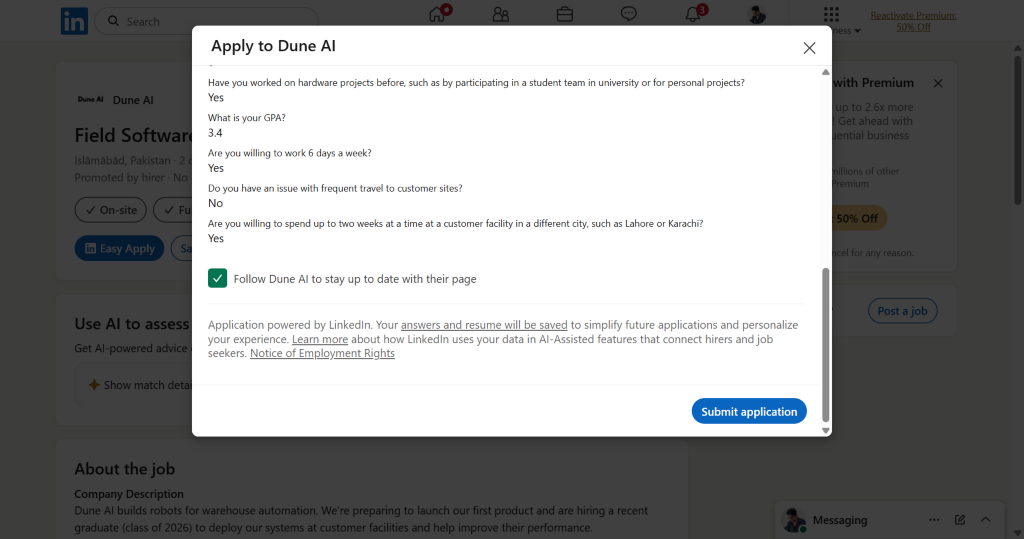 in
Search
3
ness
Reactivate Premium:
50% Off
Apply to Dune AI
Have you worked on hardware projects before, such as by participating in a student team in university or for personal projects?
Yes
What is your GPA?
3.4
Are you willing to work 6 days a week?
Yes
Do you have an issue with frequent travel to customer sites?
No
Are you willing to spend up to two weeks at a time at a customer facility in a different city, such as Lahore or Karachi?
Yes
Follow Dune AI to stay up to date with their page
Application powered by LinkedIn. Your answers and resume will be saved to simplify future applications and personalize
your experience. Learn more about how LinkedIn uses your data in AI-Assisted features that connect hirers and job
seekers. Notice of Employment Rights
Submit application
Dune AI Dune AI
Field Software
Islāmābād, Pakistan · 2
Promoted by hirer · No
On-site
Fu
in Easy Apply
Sa
Use AI to assess
Get AI-powered advice
Show match detai
About the job
Company Description
Dune AI builds robots for warehouse automation. We're preparing to launch our first product and are hiring a recent
graduate (class of 2026) to deploy our systems at customer facilities and help improve their performance.
with Premium
up to 2.6x more
! Get ahead with
uential business
millions of other
Premium
50% Off
ncel for any reason.
Post a job
Messaging